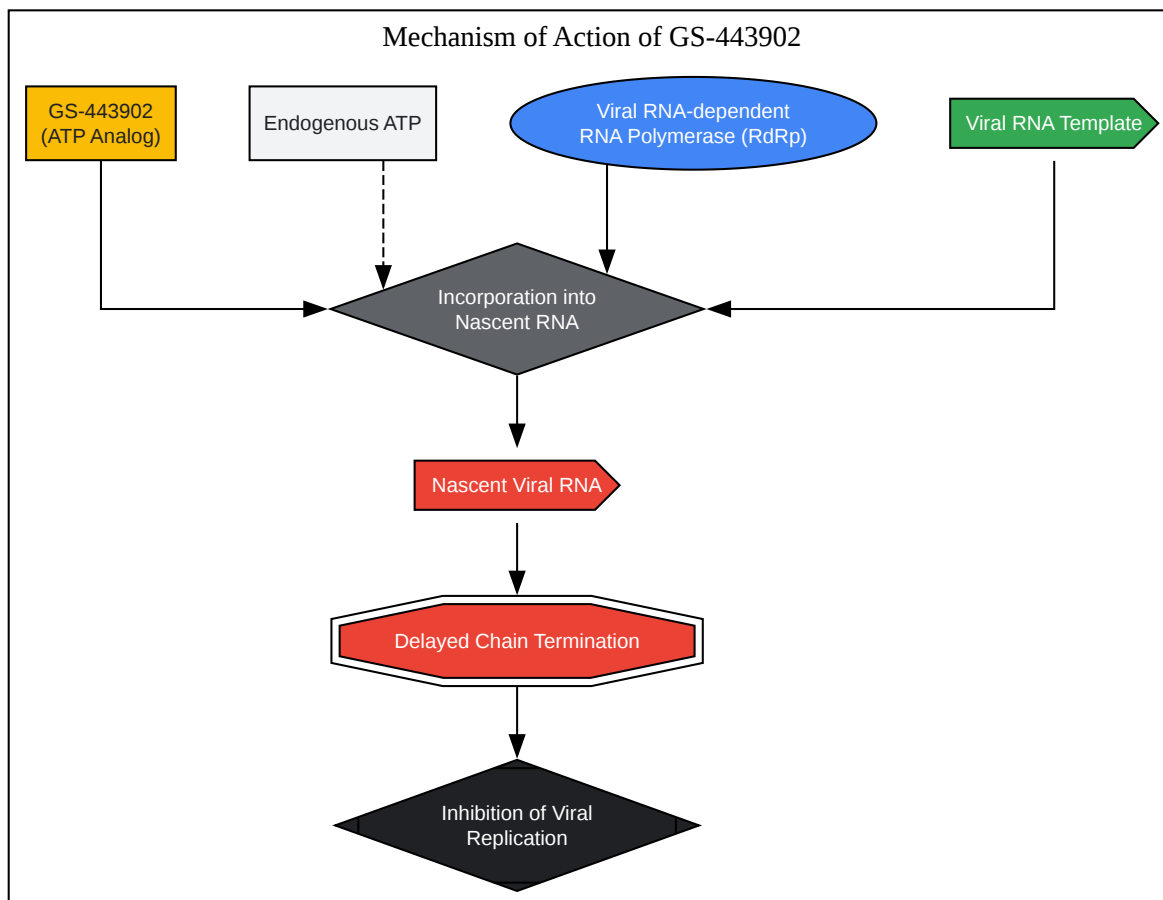 Mechanism of Action of GS-443902
GS-443902
(ATP Analog)
Endogenous ATP
Viral RNA-dependent
RNA Polymerase (RdRp)
Viral RNA Template
Incorporation into
Nascent RNA
Nascent Viral RNA
Delayed Chain Termination
Inhibition of Viral
Replication